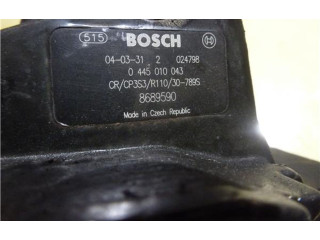 515 BOSCH
04-03-31 2 024798
0 445 010 043
CR/CP3S3/R110/30-789S
8689590
Made in Czech Republic